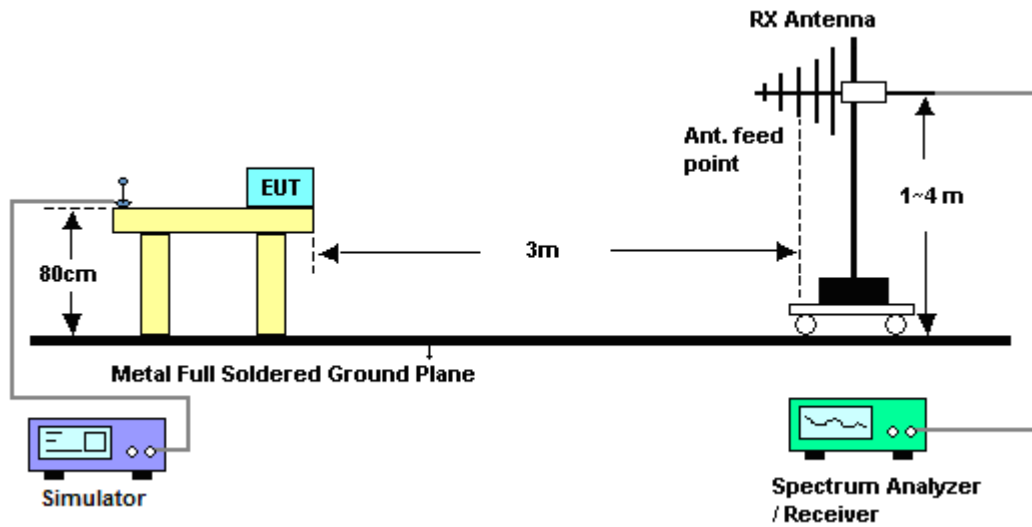 RX Antenna
Ant. feed
point
EUT
1~4 m
3m
80cm
Metal Full Soldered Ground Plane
Simulator
Spectrum Analyzer
/ Receiver